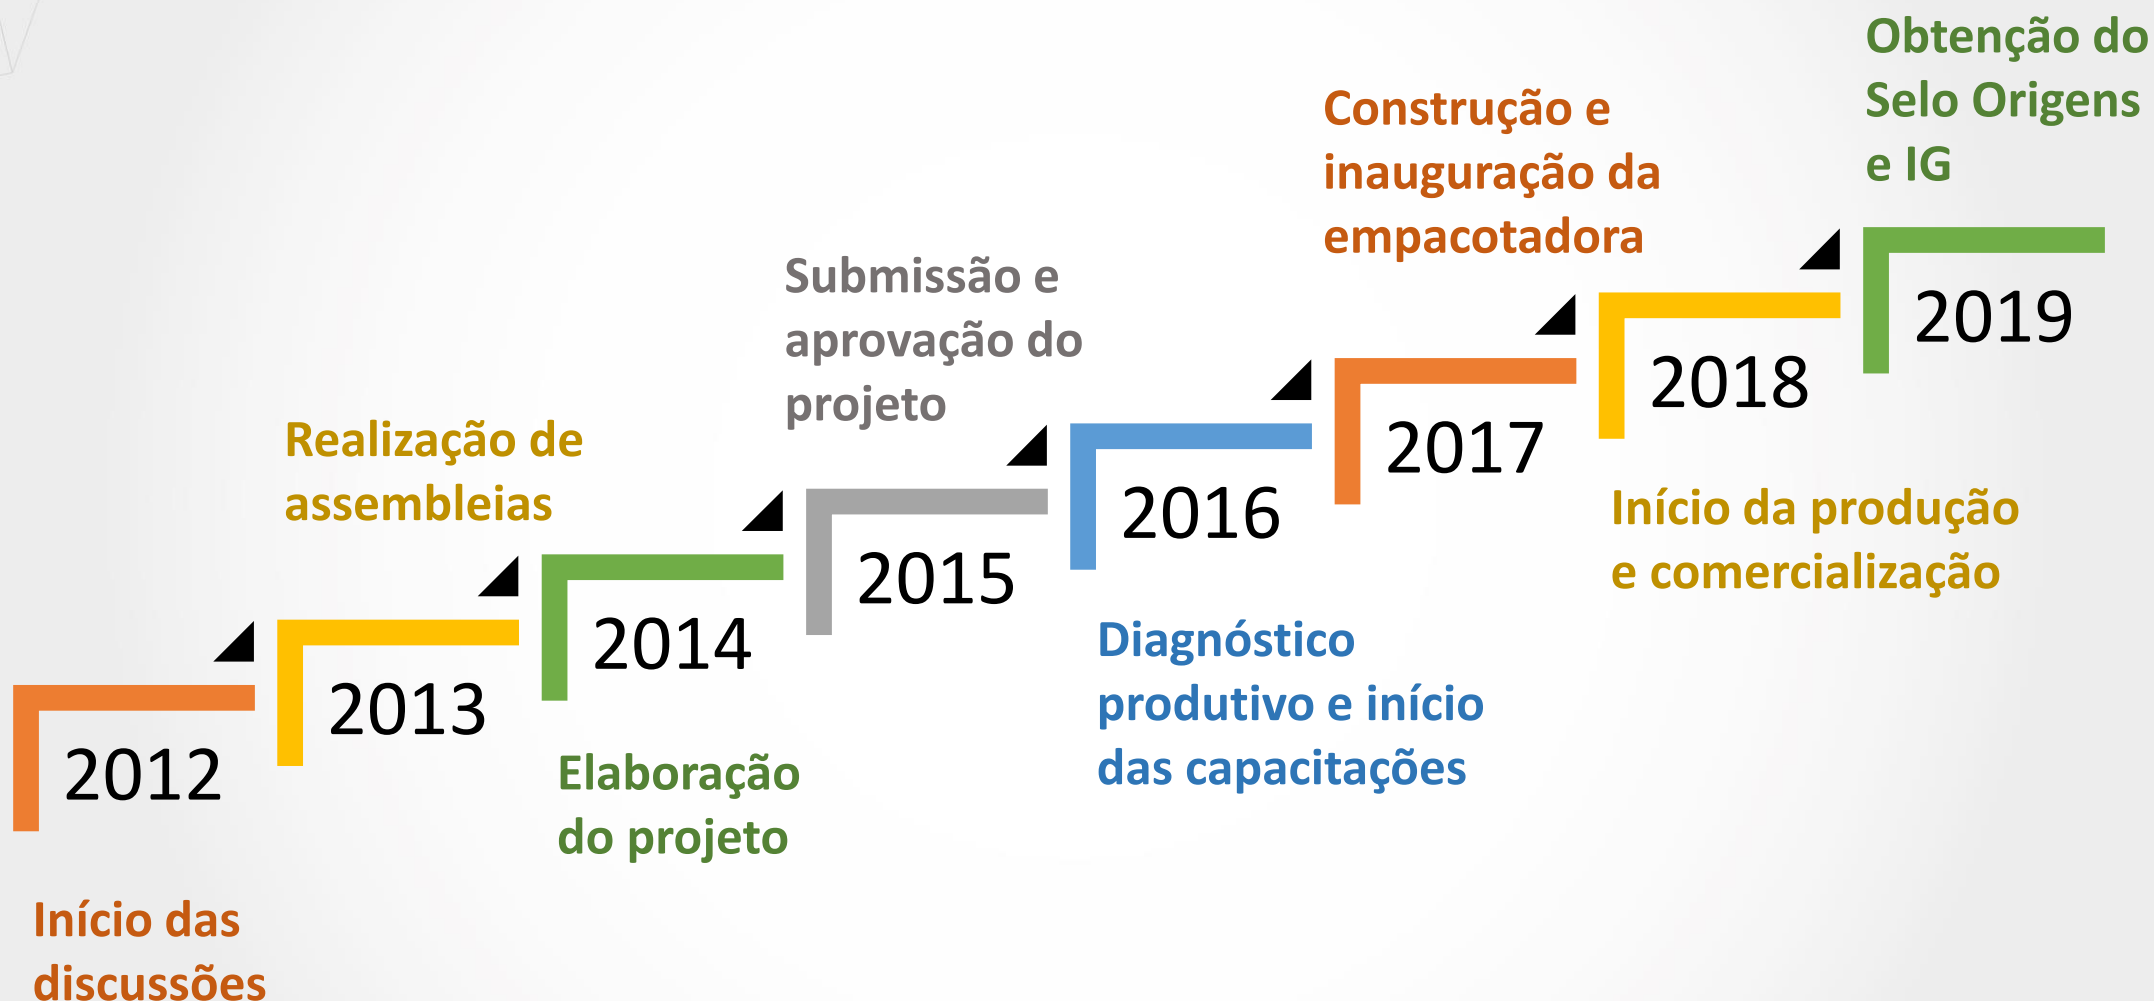 2012
Início das
discussões
2013
Realização de
assembleias
2014
Elaboração
do projeto
2015
Submissão e
aprovação do
projeto
2016
Diagnóstico
produtivo e início
das capacitações
2017
Construção e
inauguração da
empacotadora
2018
Início da produção
e comercialização
2019
Obtenção do
Selo Origens
e IG